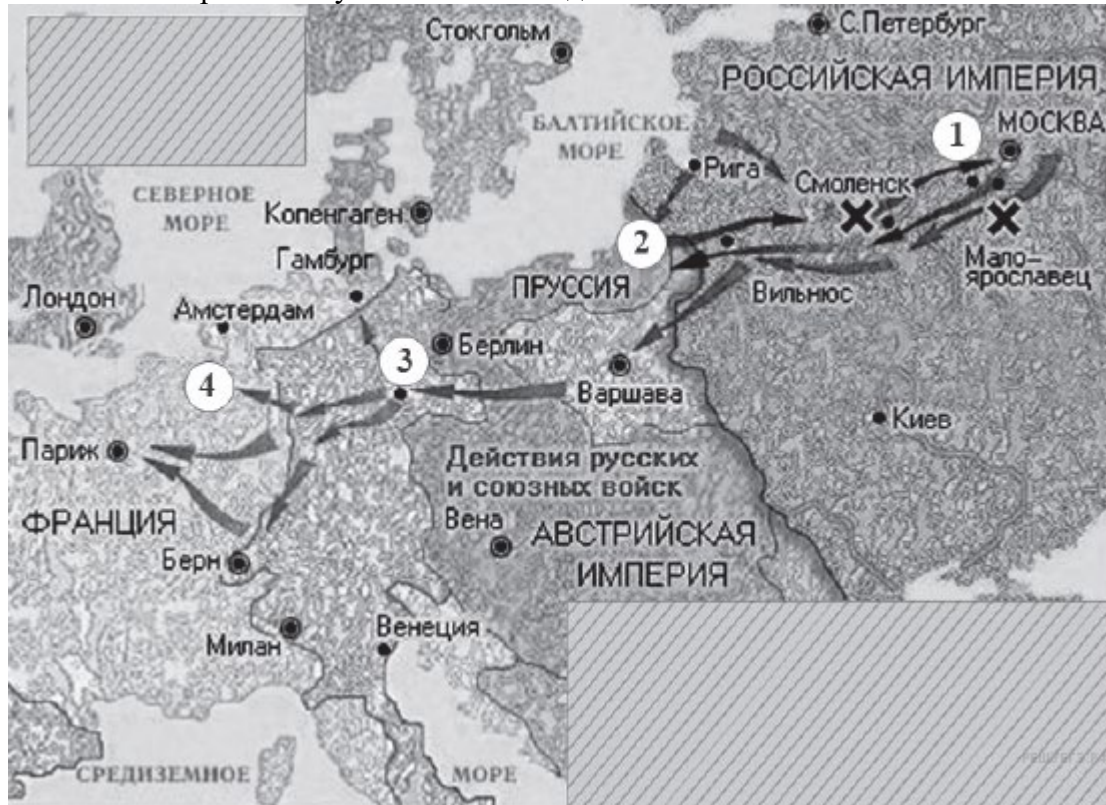 Стокгольм
С.Петербург
РОССИЙСКАЯ ИМПЕРИЯ
БАЛТИЙСКОЕ
МОРЕ
1
МОСКВА
Рига
Смоленск
СЕВЕРНОЕ
МОРЕ
Копенгаген
Гамбург
2
Мало-
ярославец
ПРУССИЯ
Вильнюс
Лондон
Амстердам
Берлин
3
4
Варшава
Киев
Париж
Действия русских
и союзных войск
ФРАНЦИЯ
Вена
АВСТРИЙСКАЯ
ИМПЕРИЯ
Берн
Милан
Венеция
СРЕДИЗЕМНОЕ
МОРЕ